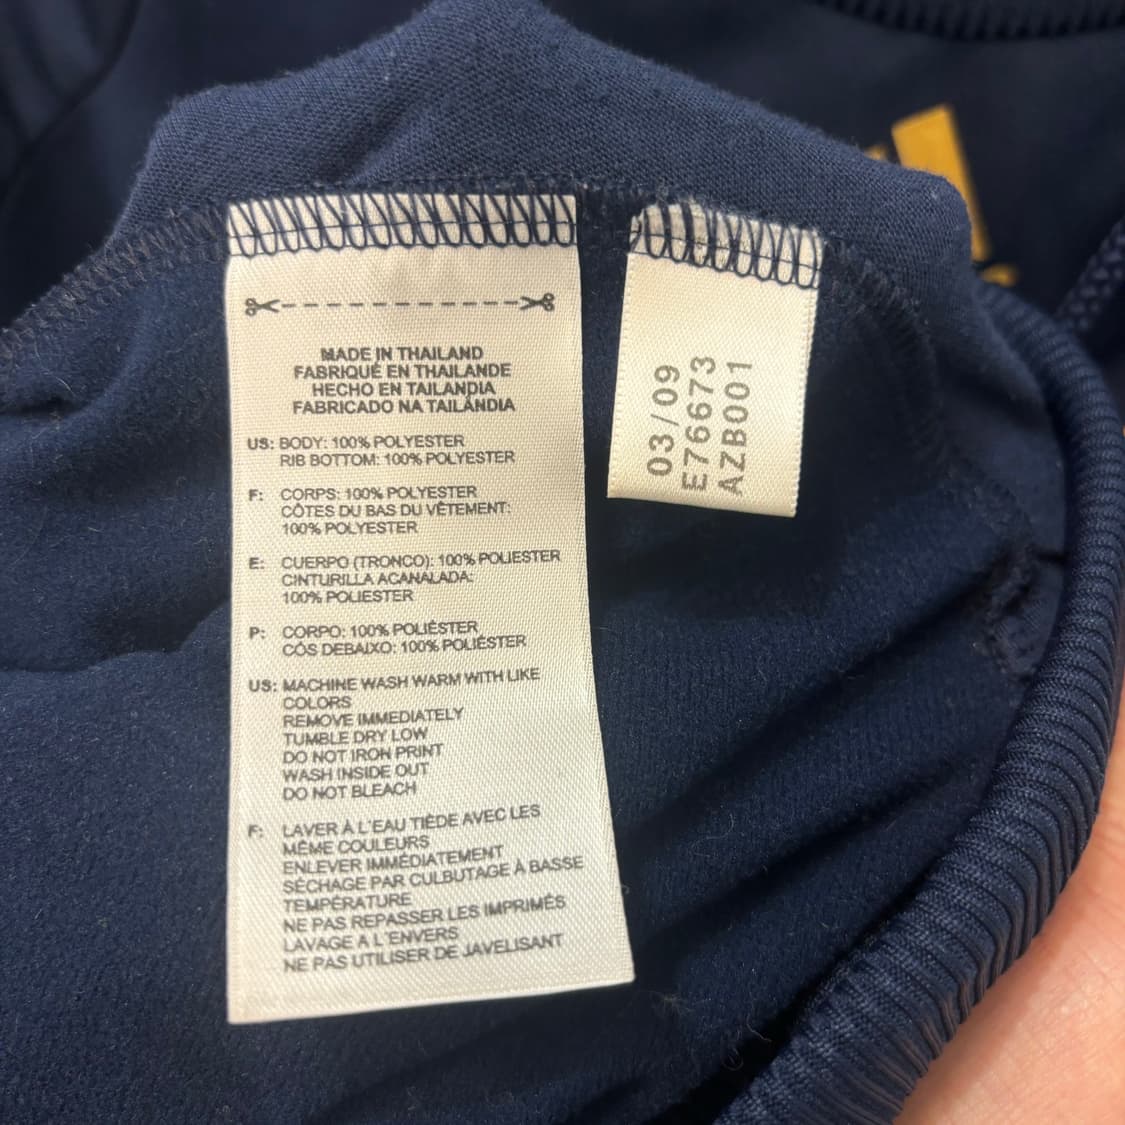 MADE IN THAILAND
FABRIQUÉ EN THAILANDE
HECHO EN TAILANDIA
FABRICADO NA TAILÂNDIA
US: BODY: 100% POLYESTER
RIB BOTTOM: 100% POLYESTER
F: CORPS: 100% POLYESTER
CÔTES DU BAS DU VÊTEMENT:
100% POLYESTER
E: CUERPO (TRONCO): 100% POLIESTER
CINTURILLA ACANALADA:
100% POLIESTER
P: CORPO: 100% POLIÉSTER
CÓS DEBAIXO: 100% POLIÉSTER
US: MACHINE WASH WARM WITH LIKE
COLORS
REMOVE IMMEDIATELY
TUMBLE DRY LOW
DO NOT IRON PRINT
WASH INSIDE OUT
DO NOT BLEACH
F: LAVER À L'EAU TIÈDE AVEC LES
MÊME COULEURS
ENLEVER IMMÉDIATEMENT
SÉCHAGE PAR CULBUTAGE À BASSE
TEMPÉRATURE
NE PAS REPASSER LES IMPRIMÉS
LAVAGE A L'ENVERS
NE PAS UTILISER DE JAVELISANT
03/09
E76673
AZB001